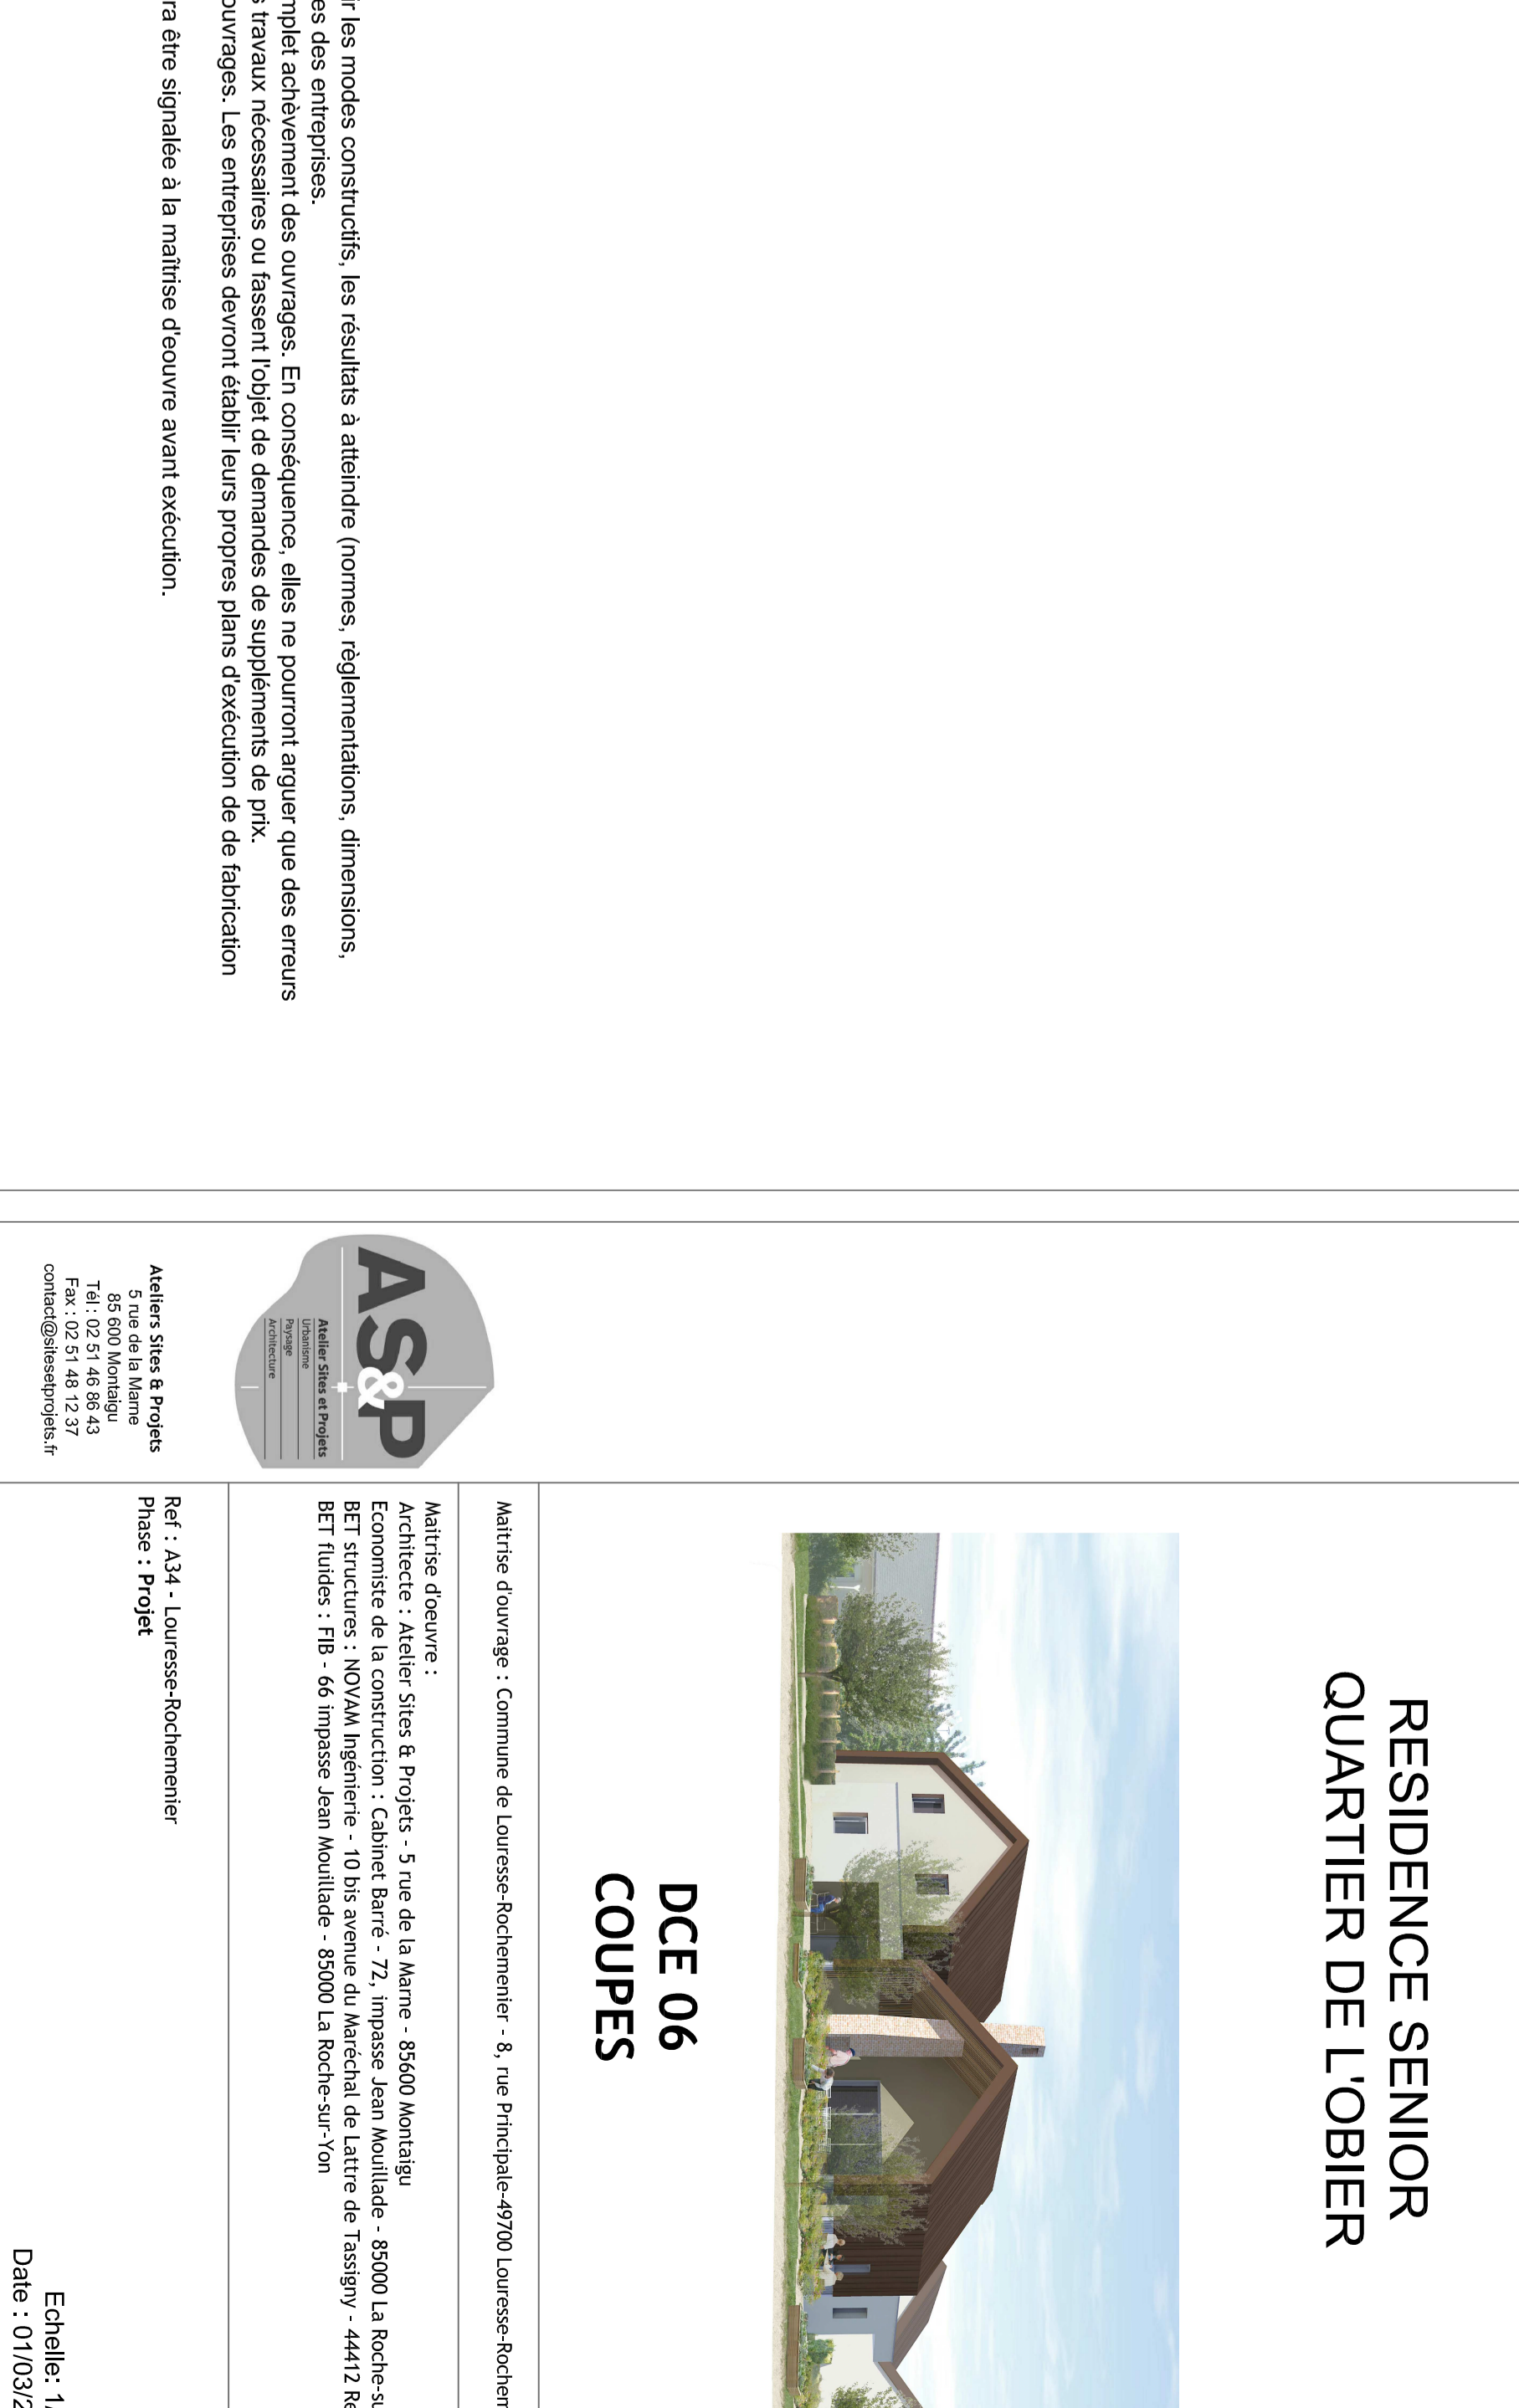 ir les modes constructifs, les résultats à atteindre (normes, règlementations, dimensions,
es des entreprises.
mplet achèvement des ouvrages. En conséquence, elles ne pourront arguer que des erreurs
s travaux nécessaires ou fassent l'objet de demandes de suppléments de prix.
ouvrages. Les entreprises devront établir leurs propres plans d'exécution de de fabrication
ra être signalée à la maîtrise d'eouvre avant exécution.
RESIDENCE SENIOR
QUARTIER DE L'OBIER
DCE 06
COUPES
Maitrise d'ouvrage : Commune de Louresse-Rochemenier - 8, rue Principale-49700 Louresse-Rochem
AS&P
Atelier Sites et Projets
Urbanisme
Paysage
Architecture
Maitrise d'oeuvre :
Architecte : Atelier Sites & Projets - 5 rue de la Marne - 85600 Montaigu
Economiste de la construction : Cabinet Barré - 72, impasse Jean Mouillade - 85000 La Roche-su
BET structures : NOVAM Ingénierie - 10 bis avenue du Maréchal de Lattre de Tassigny - 44412 Re
BET fluides : FIB - 66 impasse Jean Mouillade - 85000 La Roche-sur-Yon
Ateliers Sites & Projets
5 rue de la Marne
85 600 Montaigu
Tél : 02 51 46 86 43
Fax : 02 51 48 12 37
contact@sitesetprojets.fr
Ref : A34 - Louresse-Rochemenier
Phase : Projet
Echelle: 1/
Date : 01/03/2